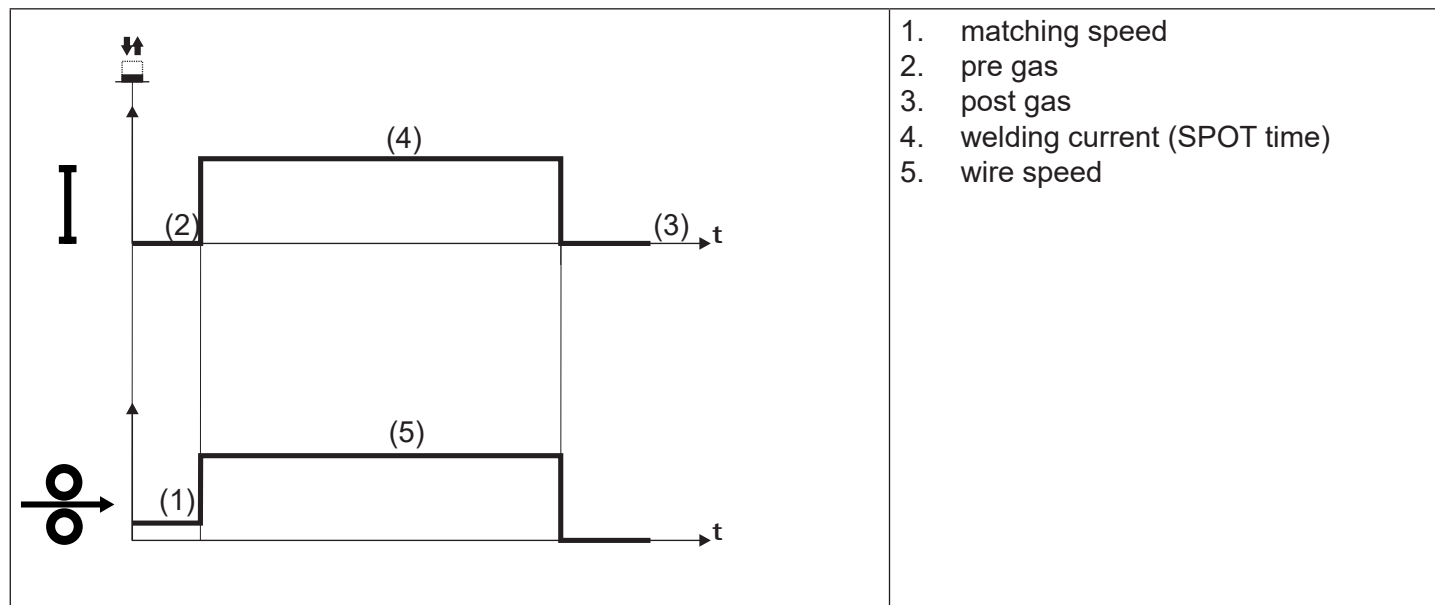 (4)
(2)
(3)
t
(5)
(1)
t
1. matching speed
2. pre gas
3. post gas
4. welding current (SPOT time)
5. wire speed